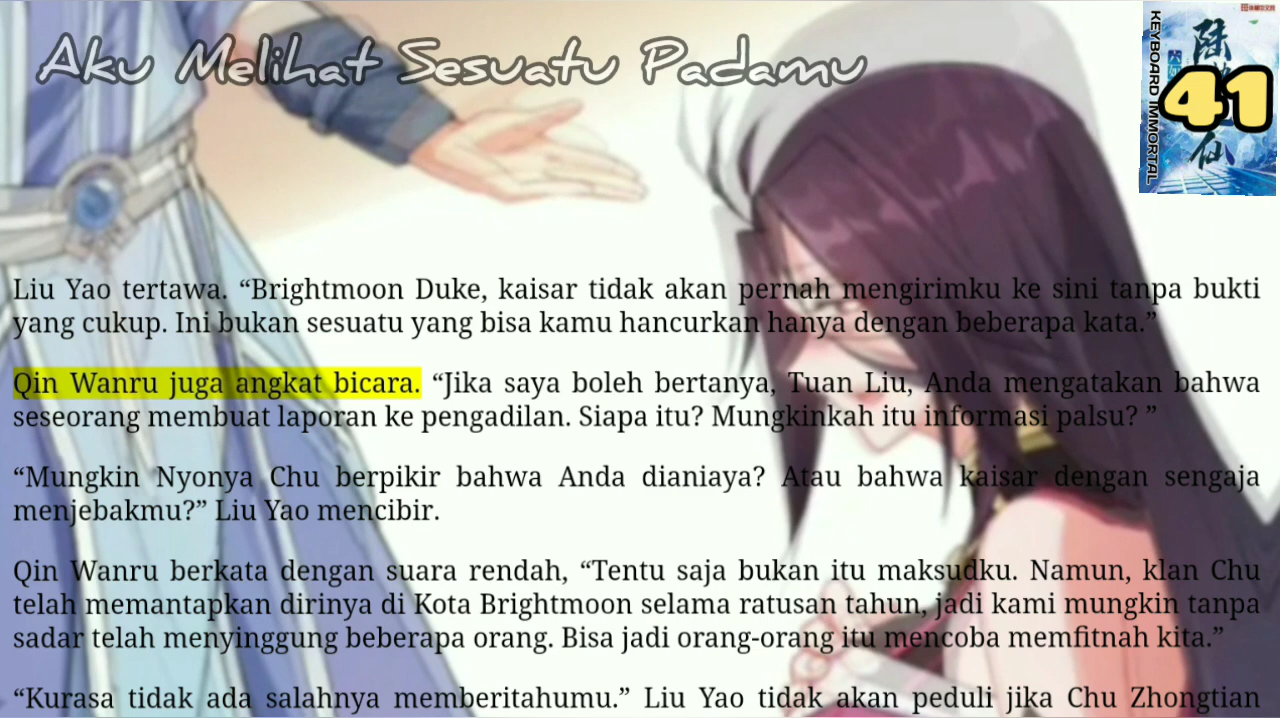 Aku Melihat Sesuatu Padamu
KEYBOARD IMMORTAL
41
Liu Yao tertawa. “Brightmoon Duke, kaisar tidak akan pernah mengirimku ke sini tanpa bukti
yang cukup. Ini bukan sesuatu yang bisa kamu hancurkan hanya dengan beberapa kata.”
Qin Wanru juga angkat bicara. “Jika saya boleh bertanya, Tuan Liu, Anda mengatakan bahwa
seseorang membuat laporan ke pengadilan. Siapa itu? Mungkinkah itu informasi palsu? ”
“Mungkin Nyonya Chu berpikir bahwa Anda dianiaya? Atau bahwa kaisar dengan sengaja
menjebakmu?” Liu Yao mencibir.
Qin Wanru berkata dengan suara rendah, “Tentu saja bukan itu maksudku. Namun, klan Chu
telah memantapkan dirinya di Kota Brightmoon selama ratusan tahun, jadi kami mungkin tanpa
sadar telah menyinggung beberapa orang. Bisa jadi orang-orang itu mencoba memfitnah kita.”
“Kurasa tidak ada salahnya memberitahumu.” Liu Yao tidak akan peduli jika Chu Zhongtian